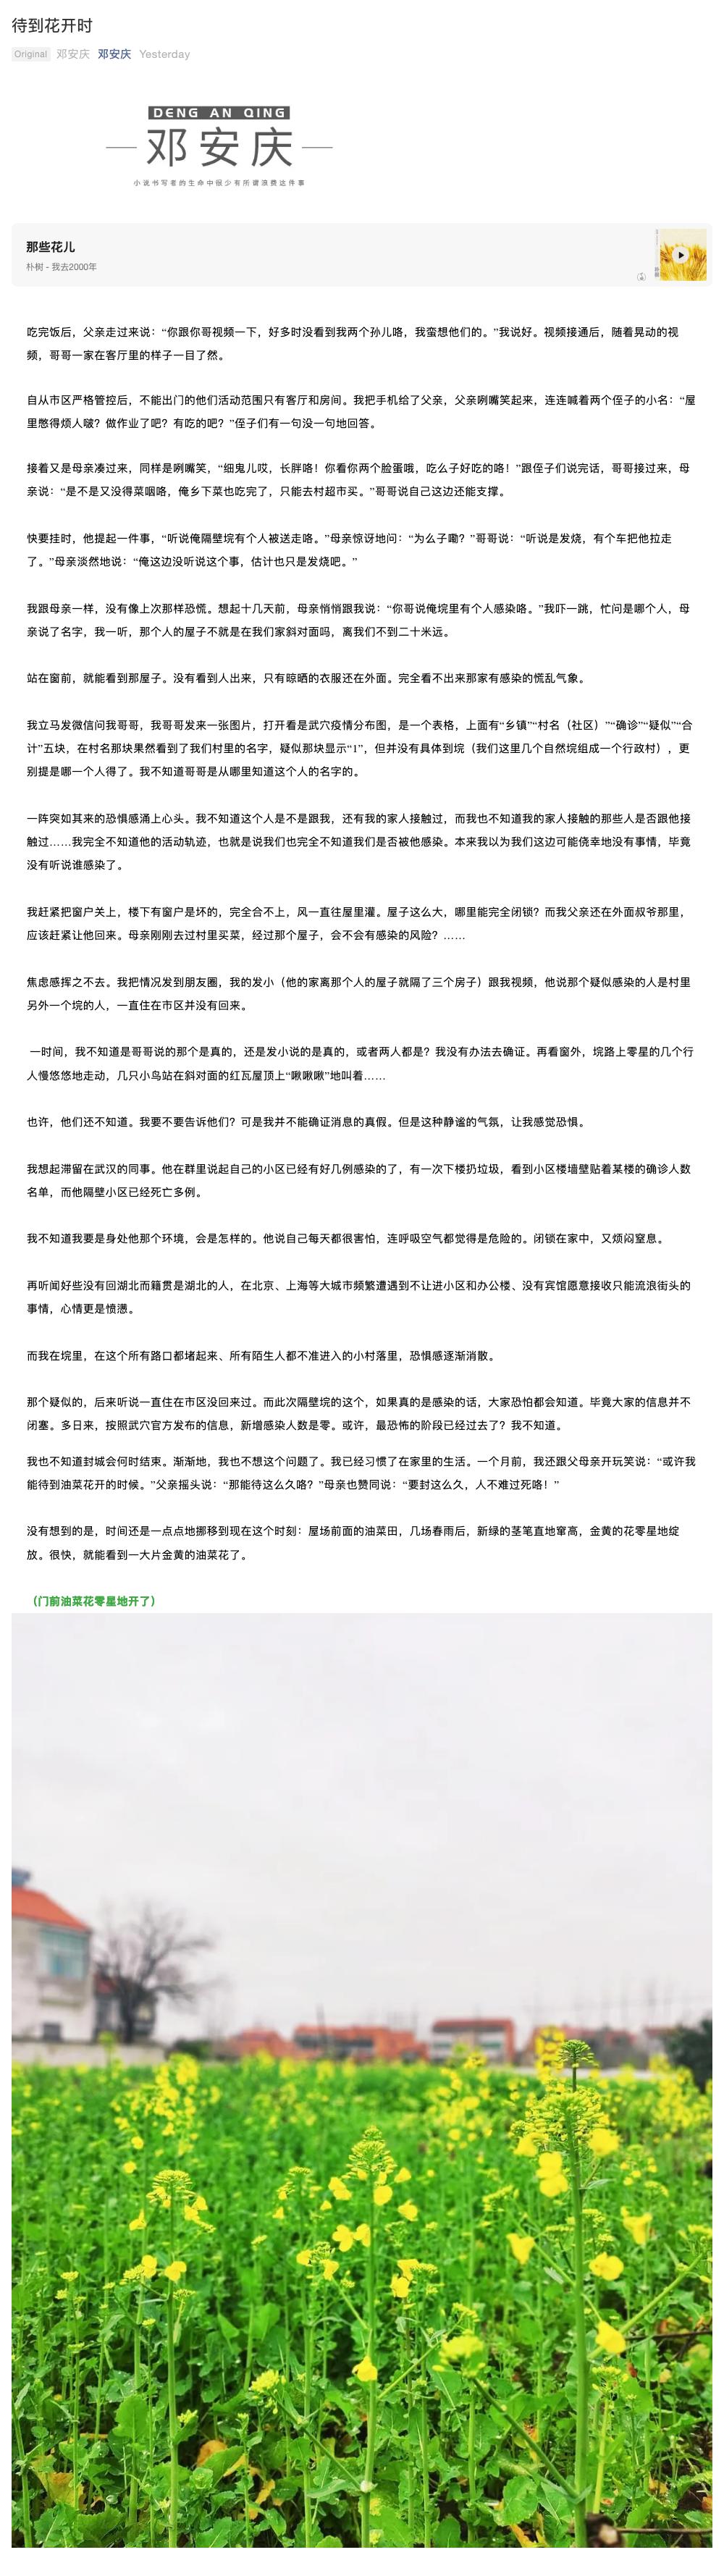 待到花开时
Original 邓安庆 邓安庆 Yesterday
DENG AN QING
邓安庆
小说书写者的生命中很少有所谓浪费这件事
那些花儿
朴树 - 我去2000年
吃完饭后，父亲走过来说：“你跟你哥视频一下，好多时没看到我两个孙儿咯，我蛮想他们的。”我说好。视频接通后，随着晃动的视
频，哥哥一家在客厅里的样子一目了然。
自从市区严格管控后，不能出门的他们活动范围只有客厅和房间。我把手机给了父亲，父亲咧嘴笑起来，连连喊着两个侄子的小名：“屋
里憋得烦人啵？做作业了吧？有吃的吧？”侄子们有一句没一句地回答。
接着又是母亲凑过来，同样是咧嘴笑，“细鬼儿哎，长胖咯！你看你两个脸蛋哦，吃么子好吃的咯！”跟侄子们说完话，哥哥接过来，母
亲说：“是不是又没得菜咽咯，俺乡下菜也吃完了，只能去村超市买。”哥哥说自己这边还能支撑。
快要挂时，他提起一件事，“听说俺隔壁垸有个人被送走咯。”母亲惊讶地问：“为么子嘞？”哥哥说：“听说是发烧，有个车把他拉走
了。”母亲淡然地说：“俺这边没听说这个事，估计也只是发烧吧。”
我跟母亲一样，没有像上次那样恐慌。想起十几天前，母亲悄悄跟我说：“你哥说俺垸里有个人感染咯。”我吓一跳，忙问是哪个人，母
亲说了名字，我一听，那个人的屋子不就是在我们家斜对面吗，离我们不到二十米远。
站在窗前，就能看到那屋子。没有看到人出来，只有晾晒的衣服还在外面。完全看不出来那家有感染的慌乱气象。
我立马发微信问我哥哥，我哥哥发来一张图片，打开看是武穴疫情分布图，是一个表格，上面有“乡镇”“村名（社区）”“确诊”“疑似”“合
计”五块，在村名那块果然看到了我们村里的名字，疑似那块显示“1”，但并没有具体到垸（我们这里几个自然垸组成一个行政村），更
别提是哪一个人得了。我不知道哥哥是从哪里知道这个人的名字的。
一阵突如其来的恐惧感涌上心头。我不知道这个人是不是跟我，还有我的家人接触过，而我也不知道我的家人接触的那些人是否跟他接
触过……我完全不知道他的活动轨迹，也就是说我们也完全不知道我们是否被他感染。本来我以为我们这边可能侥幸地没有事情，毕竟
没有听说谁感染了。
我赶紧把窗户关上，楼下有窗户是坏的，完全合不上，风一直往屋里灌。屋子这么大，哪里能完全闭锁？而我父亲还在外面叔爷那里，
应该赶紧让他回来。母亲刚刚去过村里买菜，经过那个屋子，会不会有感染的风险？……
焦虑感挥之不去。我把情况发到朋友圈，我的发小（他的家离那个人的屋子就隔了三个房子）跟我视频，他说那个疑似感染的人是村里
另外一个垸的人，一直住在市区并没有回来。
一时间，我不知道是哥哥说的那个是真的，还是发小说的是真的，或者两人都是？我没有办法去确证。再看窗外，垸路上零星的几个行
人慢悠悠地走动，几只小鸟站在斜对面的红瓦屋顶上“啾啾啾”地叫着……
也许，他们还不知道。我要不要告诉他们？可是我并不能确证消息的真假。但是这种静谧的气氛，让我感觉恐惧。
我想起滞留在武汉的同事。他在群里说起自己的小区已经有好几例感染的了，有一次下楼扔垃圾，看到小区楼墙壁贴着某楼的确诊人数
名单，而他隔壁小区已经死亡多例。
我不知道我要是身处他那个环境，会是怎样的。他说自己每天都很害怕，连呼吸空气都觉得是危险的。闭锁在家中，又烦闷窒息。
再听闻好些没有回湖北而籍贯是湖北的人，在北京、上海等大城市频繁遭遇到不让进小区和办公楼、没有宾馆愿意接收只能流浪街头的
事情，心情更是愤懑。
而我在垸里，在这个所有路口都堵起来、所有陌生人都不准进入的小村落里，恐惧感逐渐消散。
那个疑似的，后来听说一直住在市区没回来过。而此次隔壁垸的这个，如果真的是感染的话，大家恐怕都会知道。毕竟大家的信息并不
闭塞。多日来，按照武穴官方发布的信息，新增感染人数是零。或许，最恐怖的阶段已经过去了？我不知道。
我也不知道封城会何时结束。渐渐地，我也不想这个问题了。我已经习惯了在家里的生活。一个月前，我还跟父母亲开玩笑说：“或许我
能待到油菜花开的时候。”父亲摇头说：“那能待这么久咯？”母亲也赞同说：“要封这么久，人不难过死咯！”
没有想到的是，时间还是一点点地挪移到现在这个时刻：屋场前面的油菜田，几场春雨后，新绿的茎笔直地窜高，金黄的花零星地绽
放。很快，就能看到一大片金黄的油菜花了。
（门前油菜花零星地开了）